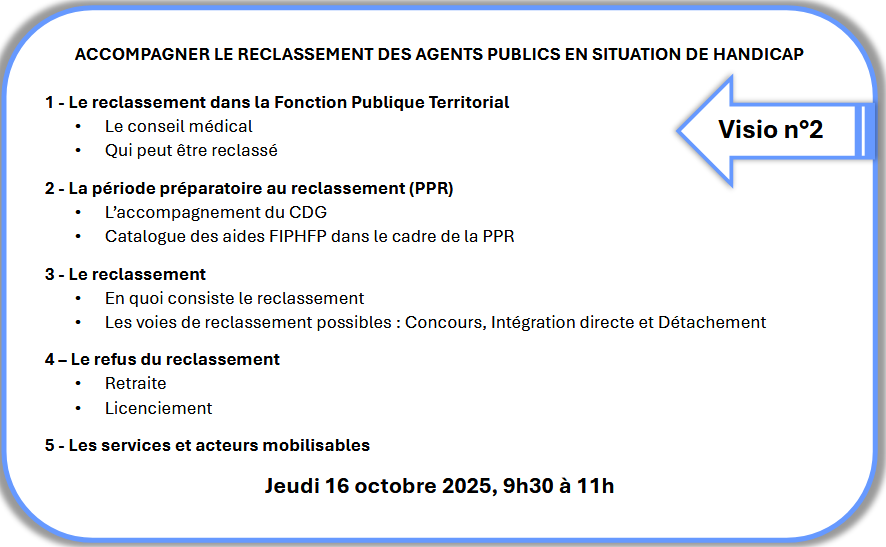 ACCOMPAGNER LE RECLASSEMENT DES AGENTS PUBLICS EN SITUATION DE HANDICAP
1 - Le reclassement dans la Fonction Publique Territorial
• Le conseil médical
• Qui peut être reclassé
Visio n°2
2 - La période préparatoire au reclassement (PPR)
• L’accompagnement du CDG
• Catalogue des aides FIPHFP dans le cadre de la PPR
3 - Le reclassement
• En quoi consiste le reclassement
• Les voies de reclassement possibles : Concours, Intégration directe et Détachement
4 – Le refus du reclassement
• Retraite
• Licenciement
5 - Les services et acteurs mobilisables
Jeudi 16 octobre 2025, 9h30 à 11h